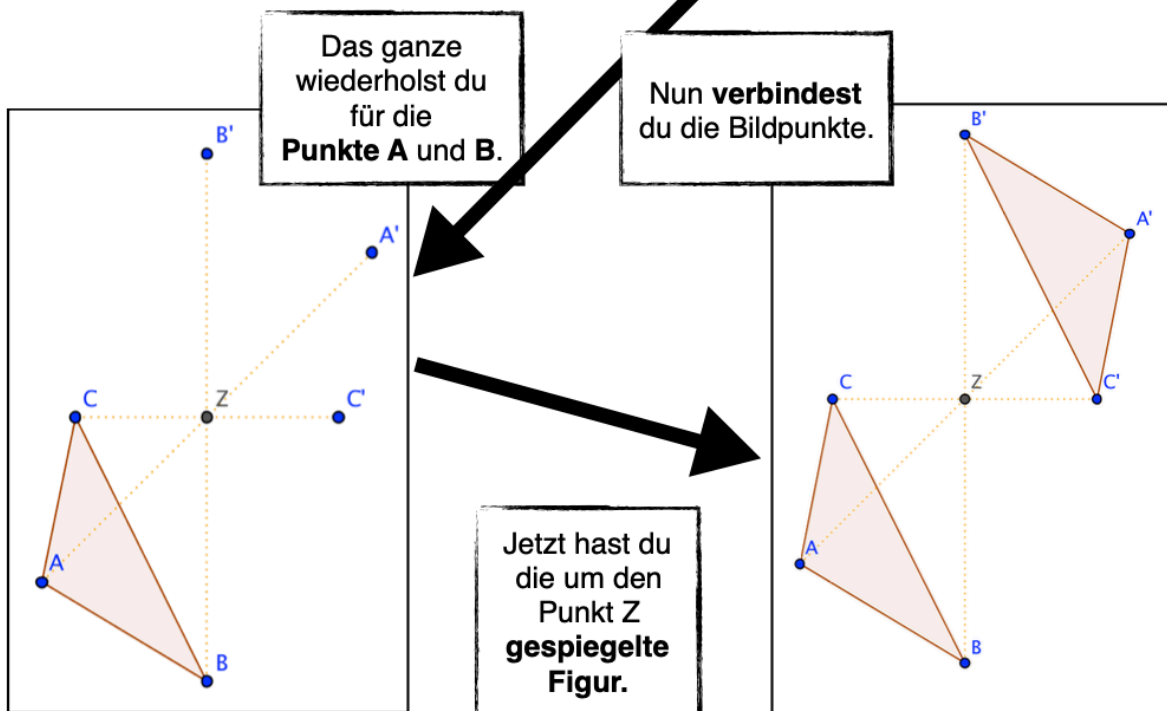 Das ganze
wiederholst du
für die
Punkte A und B.
Nun verbindest
du die Bildpunkte.
B'
A'
C
Z
C'
A
B
B'
A'
C
Z
C'
A
B
Jetzt hast du
die um den
Punkt Z
gespiegelte
Figur.